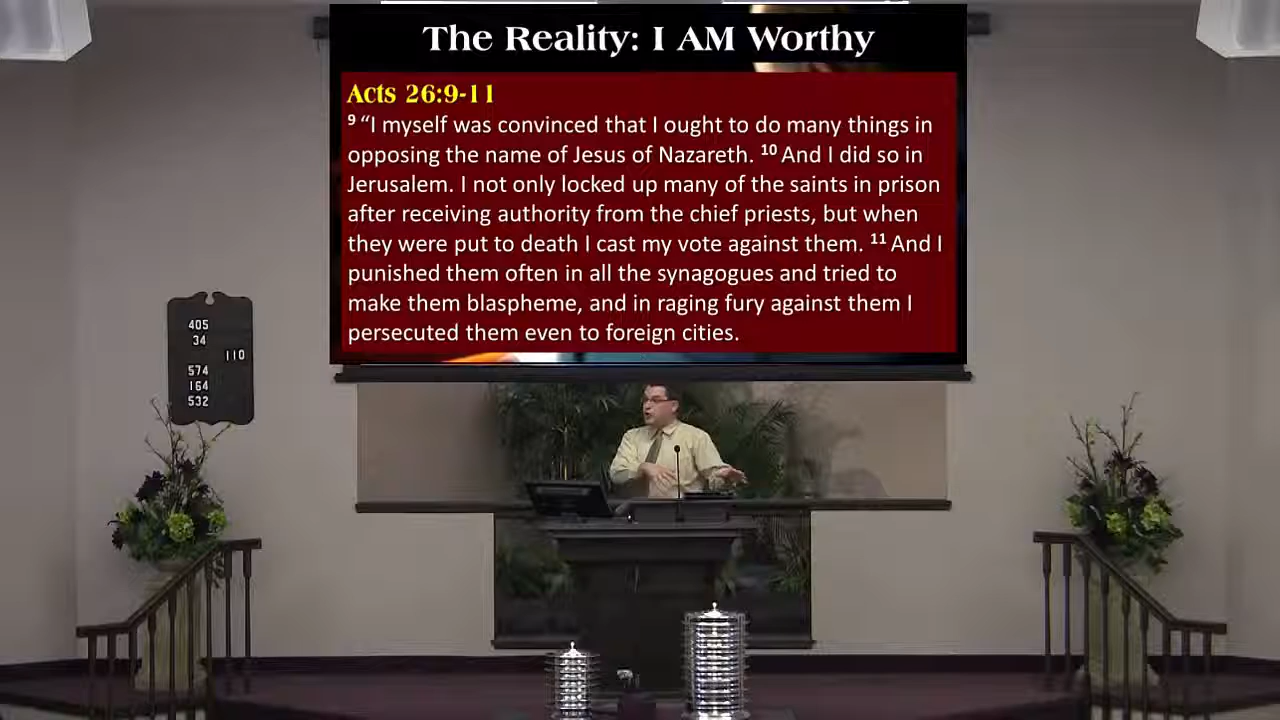 The Reality: I AM Worthy
Acts 26:9-11
9 “I myself was convinced that I ought to do many things in
opposing the name of Jesus of Nazareth. 10 And I did so in
Jerusalem. I not only locked up many of the saints in prison
after receiving authority from the chief priests, but when
they were put to death I cast my vote against them. 11 And I
punished them often in all the synagogues and tried to
make them blaspheme, and in raging fury against them I
persecuted them even to foreign cities.
405
34
110
574
164
532